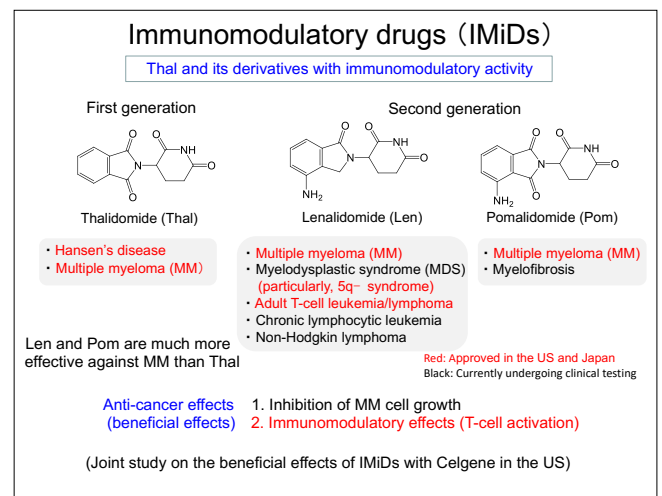 Immunomodulatory drugs（IMiDs）
Thal and its derivatives with immunomodulatory activity
First generation
Second generation
O
O
N
O
NH
O
O
N
O
NH
O
NH₂
O
O
N
O
NH
O
NH₂
Thalidomide (Thal)
Lenalidomide (Len)
Pomalidomide (Pom)
・Hansen's disease
・Multiple myeloma (MM）
・Multiple myeloma (MM)
・Myelodysplastic syndrome (MDS)
(particularly, 5q− syndrome)
・Adult T-cell leukemia/lymphoma
・Chronic lymphocytic leukemia
・Non-Hodgkin lymphoma
・Multiple myeloma (MM)
・Myelofibrosis
Len and Pom are much more
effective against MM than Thal
Red: Approved in the US and Japan
Black: Currently undergoing clinical testing
Anti-cancer effects
(beneficial effects)
1. Inhibition of MM cell growth
2. Immunomodulatory effects (T-cell activation)
(Joint study on the beneficial effects of IMiDs with Celgene in the US)